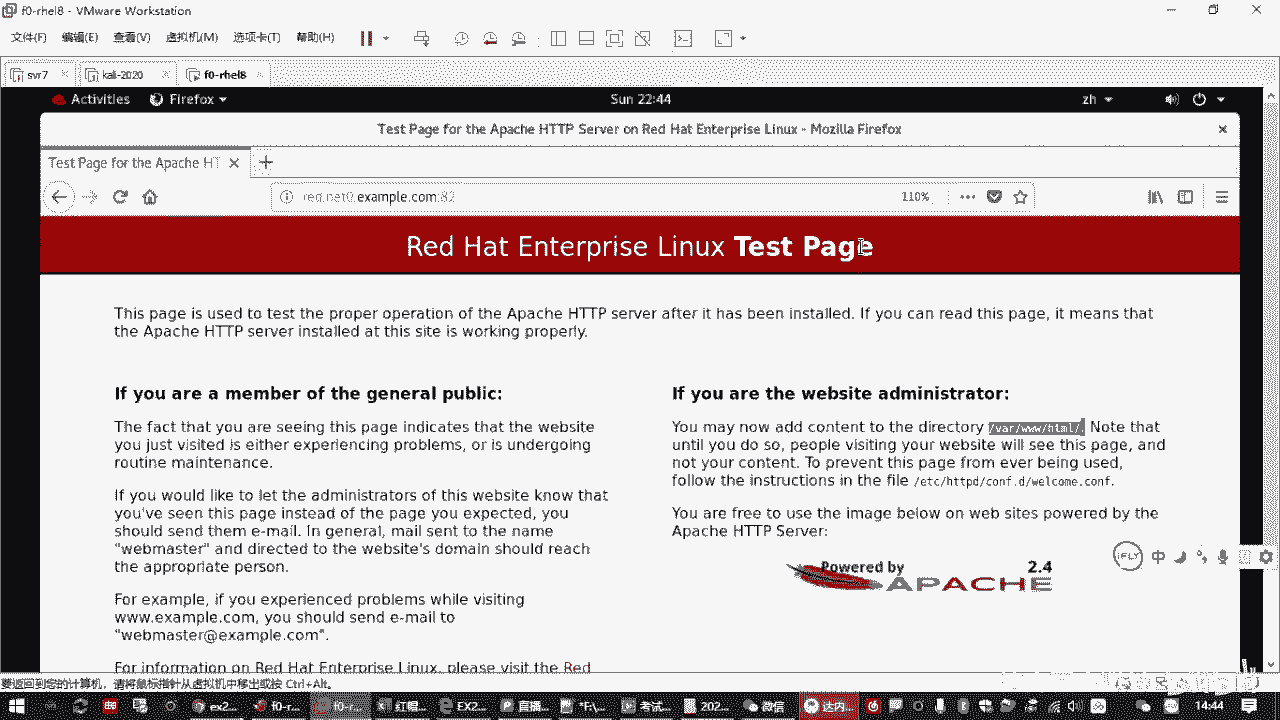 f0-rhel8 - VMware Workstation
文件(F) 编辑(E) 查看(V) 虚拟机(M) 选项卡(T) 帮助(H)
svr7 kali-2020 f0-rhel8
Activities Firefox Sun 22:44 zh
Test Page for the Apache HTTP Server on Red Hat Enterprise Linux - Mozilla Firefox
Test Page for the Apache HT
red.net0.example.com:82 110%
Red Hat Enterprise Linux Test Page
This page is used to test the proper operation of the Apache HTTP server after it has been installed. If you can read this page, it means that
the Apache HTTP server installed at this site is working properly.
If you are a member of the general public:
The fact that you are seeing this page indicates that the website
you just visited is either experiencing problems, or is undergoing
routine maintenance.
If you would like to let the administrators of this website know that
you've seen this page instead of the page you expected, you
should send them e-mail. In general, mail sent to the name
"webmaster" and directed to the website's domain should reach
the appropriate person.
For example, if you experienced problems while visiting
www.example.com, you should send e-mail to
"webmaster@example.com".
For information on Red Hat Enterprise Linux, please visit the Red
If you are the website administrator:
You may now add content to the directory /var/www/html/. Note that
until you do so, people visiting your website will see this page, and
not your content. To prevent this page from ever being used,
follow the instructions in the file /etc/httpd/conf.d/welcome.conf.
You are free to use the image below on web sites powered by the
Apache HTTP Server:
Powered by 2.4
APACHE
iFLY 中
要返回到您的计算机，请将鼠标指针从虚拟机中移出或按 Ctrl+Alt。
ex2... f0-r... f0-r... 红帽... EX2... 直播... *F:\... 考试... 202... 微信 达内... 14:44